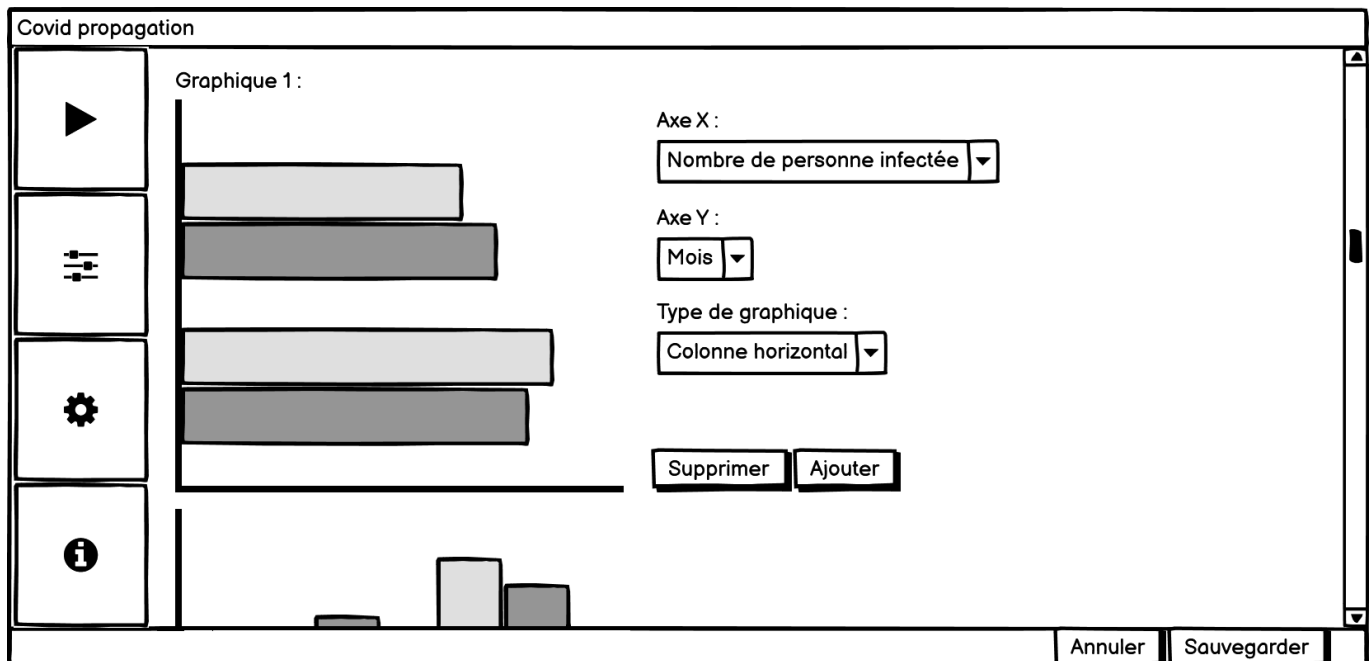 Covid propagation
Graphique 1 :
Axe X :
Nombre de personne infectée
Axe Y :
Mois
Type de graphique :
Colonne horizontal
Supprimer
Ajouter
Annuler
Sauvegarder